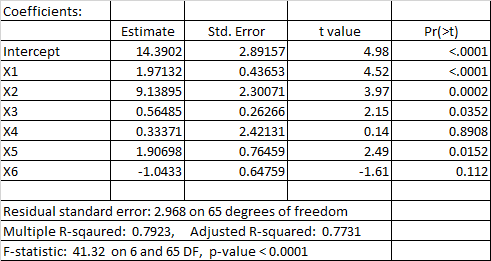 Coefficients:
Estimate Std. Error t value Pr(>t)
Intercept 14.3902 2.89157 4.98 <.0001
X1 1.97132 0.43653 4.52 <.0001
X2 9.13895 2.30071 3.97 0.0002
X3 0.56485 0.26266 2.15 0.0352
X4 0.33371 2.42131 0.14 0.8908
X5 1.90698 0.76459 2.49 0.0152
X6 -1.0433 0.64759 -1.61 0.112
Residual standard error: 2.968 on 65 degrees of freedom
Multiple R-sqaured: 0.7923, Adjusted R-squared: 0.7731
F-statistic: 41.32 on 6 and 65 DF, p-value < 0.0001